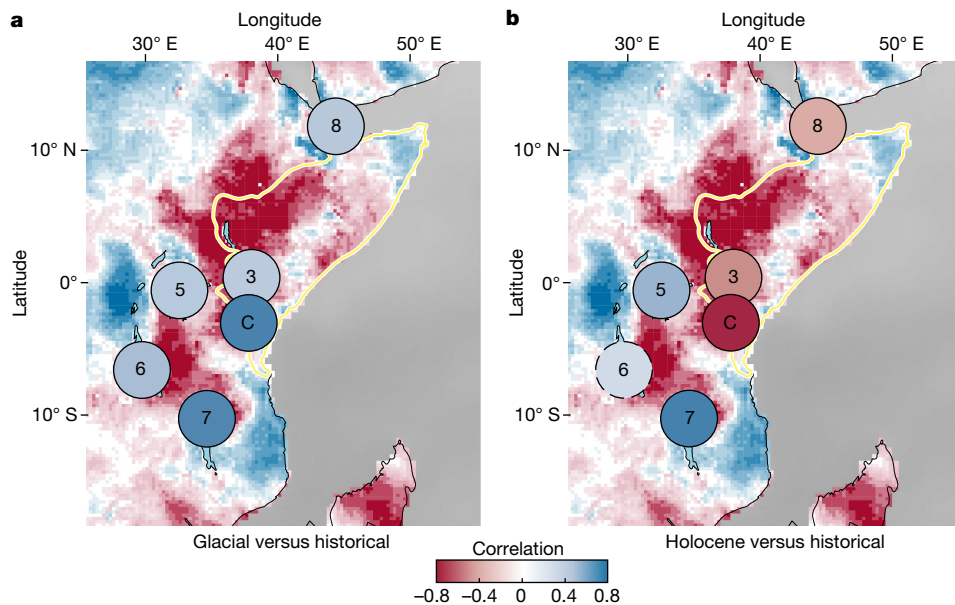 a
b
Longitude
Longitude
30° E
40° E
50° E
30° E
40° E
50° E
Latitude
10° N
0°
10° S
8
3
5
C
6
7
Latitude
10° N
0°
10° S
8
3
5
C
6
7
Glacial versus historical
Holocene versus historical
Correlation
−0.8
−0.4
0
0.4
0.8